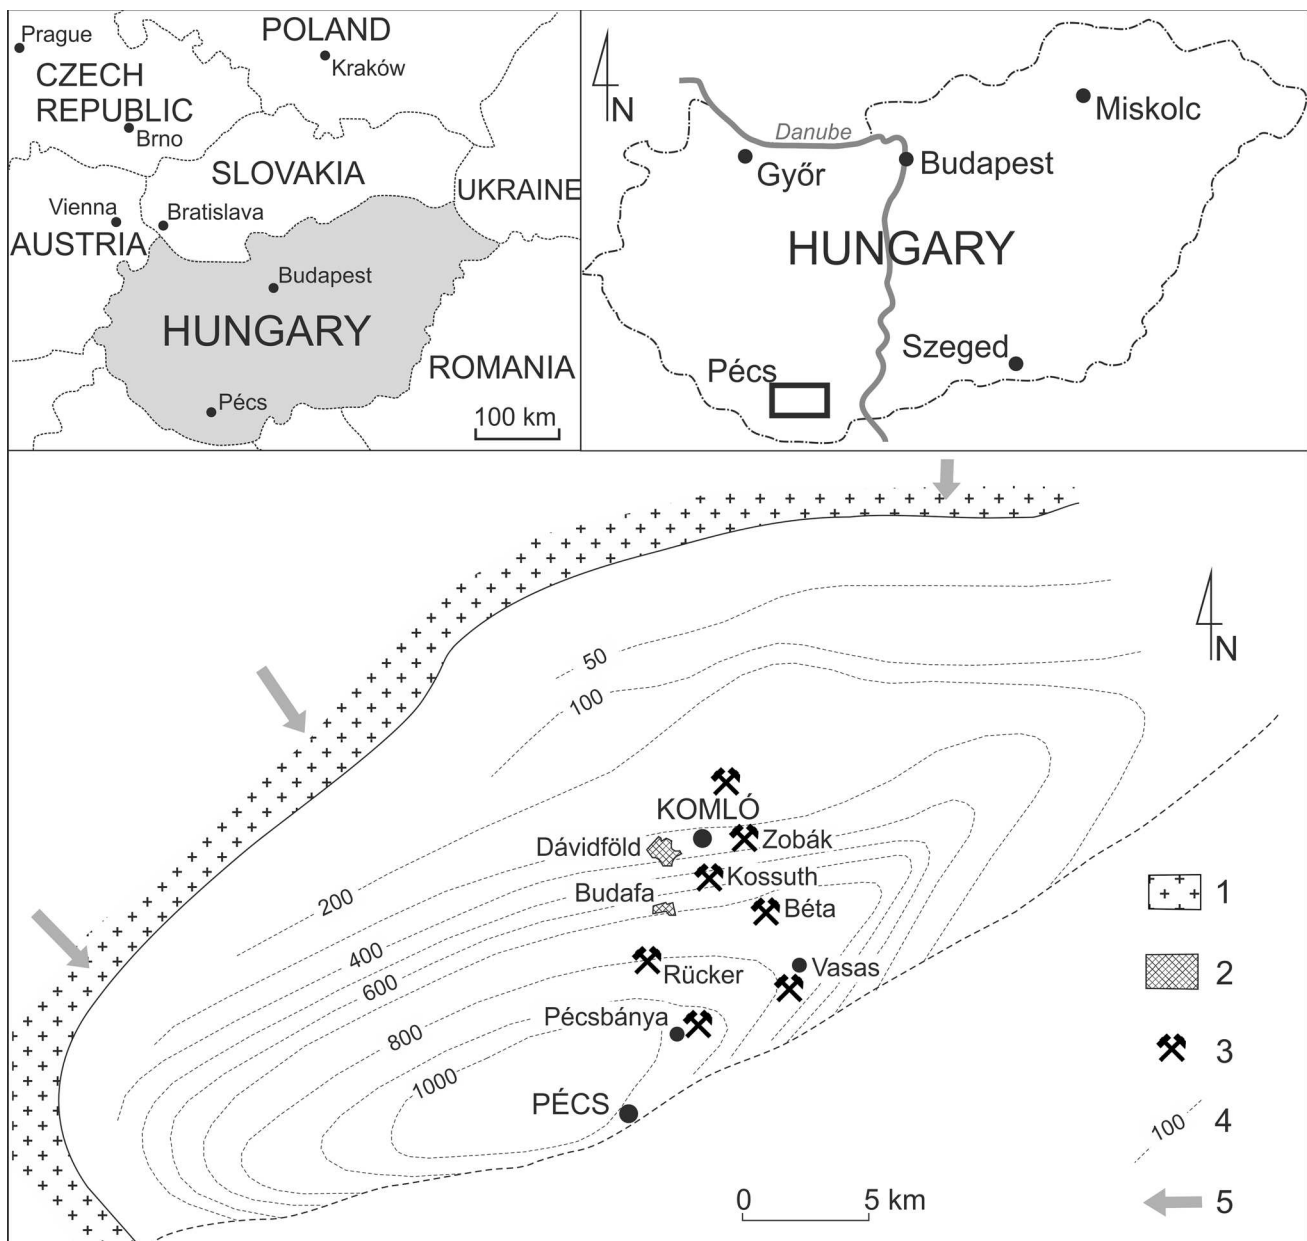 Prague
POLAND
Kraków
CZECH
REPUBLIC
Brno
SLOVAKIA
UKRAINE
Vienna
Bratislava
AUSTRIA
Budapest
HUNGARY
ROMANIA
Pécs
100 km
N
Miskolc
Danube
Győr
Budapest
HUNGARY
Szeged
Pécs
N
50
100
KOMLÓ
Dávidföld
Zobák
Kossuth
Budafa
Béta
200
400
600
Rücker
Vasas
Pécsbánya
800
1000
PÉCS
0 5 km
1
2
3
100 4
5